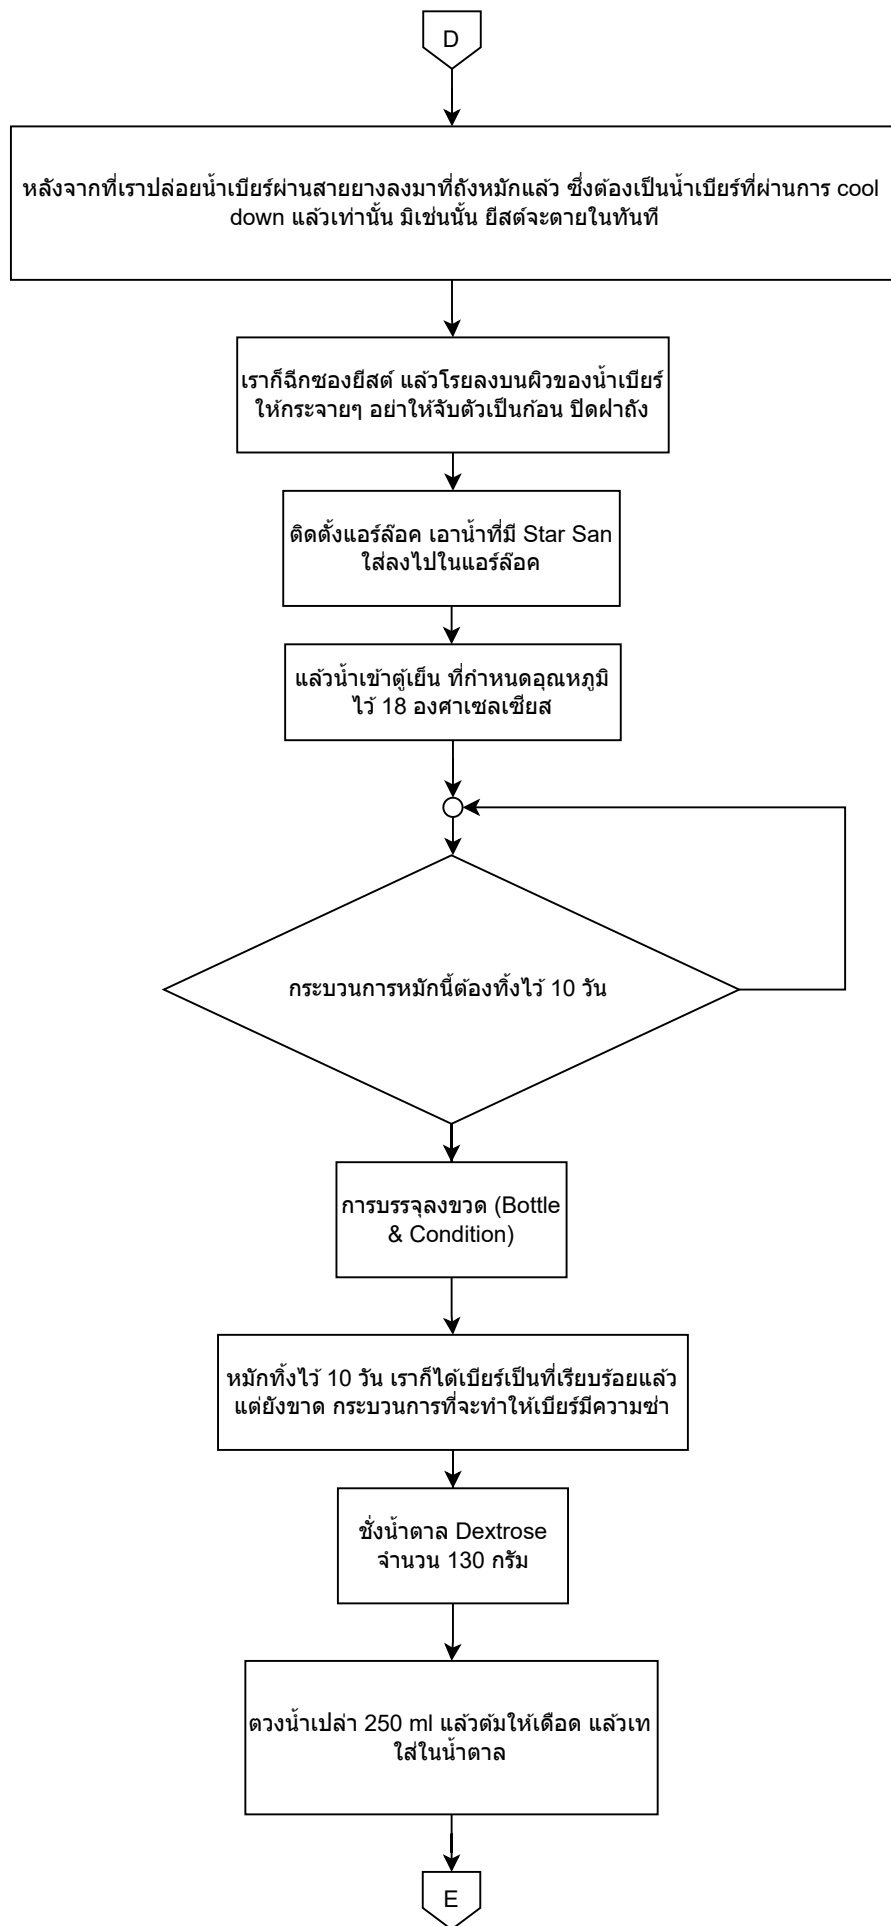 D
หลังจากที่เราปล่อยน้ำเบียร์ผ่านสายยางลงมาที่ถังหมักแล้ว ซึ่งต้องเป็นน้ำเบียร์ที่ผ่านการ cool
down แล้วเท่านั้น มิเช่นนั้น ยีสต์จะตายในทันที
เราก็ฉีกซองยีสต์ แล้วโรยลงบนผิวของน้ำเบียร์
ให้กระจายๆ อย่าให้จับตัวเป็นก้อน ปิดฝาถัง
ติดตั้งแอร์ล๊อค เอาน้ำที่มี Star San
ใส่ลงไปในแอร์ล๊อค
แล้วน้ำเข้าตู้เย็น ที่กำหนดอุณหภูมิ
ไว้ 18 องศาเซลเซียส
กระบวนการหมักนี้ต้องทิ้งไว้ 10 วัน
การบรรจุลงขวด (Bottle
& Condition)
หมักทิ้งไว้ 10 วัน เราก็ได้เบียร์เป็นที่เรียบร้อยแล้ว
แต่ยังขาด กระบวนการที่จะทำให้เบียร์มีความซ่า
ชั่งน้ำตาล Dextrose
จำนวน 130 กรัม
ตวงน้ำเปล่า 250 ml แล้วต้มให้เดือด แล้วเท
ใส่ในน้ำตาล
E